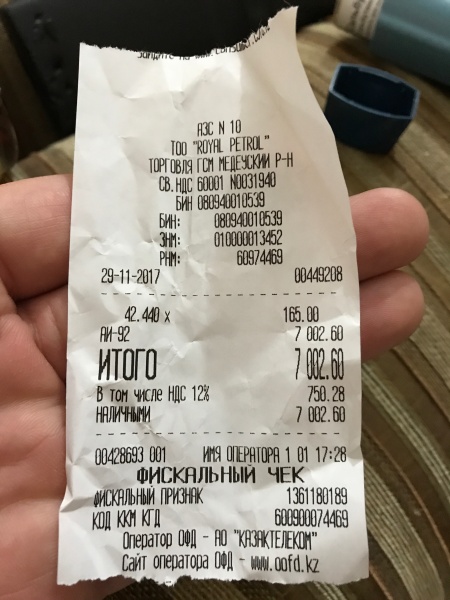 АЗС N 10
ТОО "ROYAL PETROL"
ТОРГОВЛЯ ГСМ МЕДЕУСКИЙ Р-Н
СВ.НДС 60001 N0031940
БИН 080940010539
БИН: 080940010539
ЗНМ: 010000013452
РНМ: 60974469
29-11-2017 00449208
42.440 x 165.00
АИ-92 7 002.60
ИТОГО 7 002.60
В том числе НДС 12% 750.28
НАЛИЧНЫМИ 7 002.60
00428693 001 ИМЯ ОПЕРАТОРА 1 01 17:28
ФИСКАЛЬНЫЙ ЧЕК
ФИСКАЛЬНЫЙ ПРИЗНАК 1361180189
КОД ККМ КГД 600900074469
Оператор ОФД - АО "КАЗАҚТЕЛЕКОМ"
Сайт оператора ОФД - www.oofd.kz